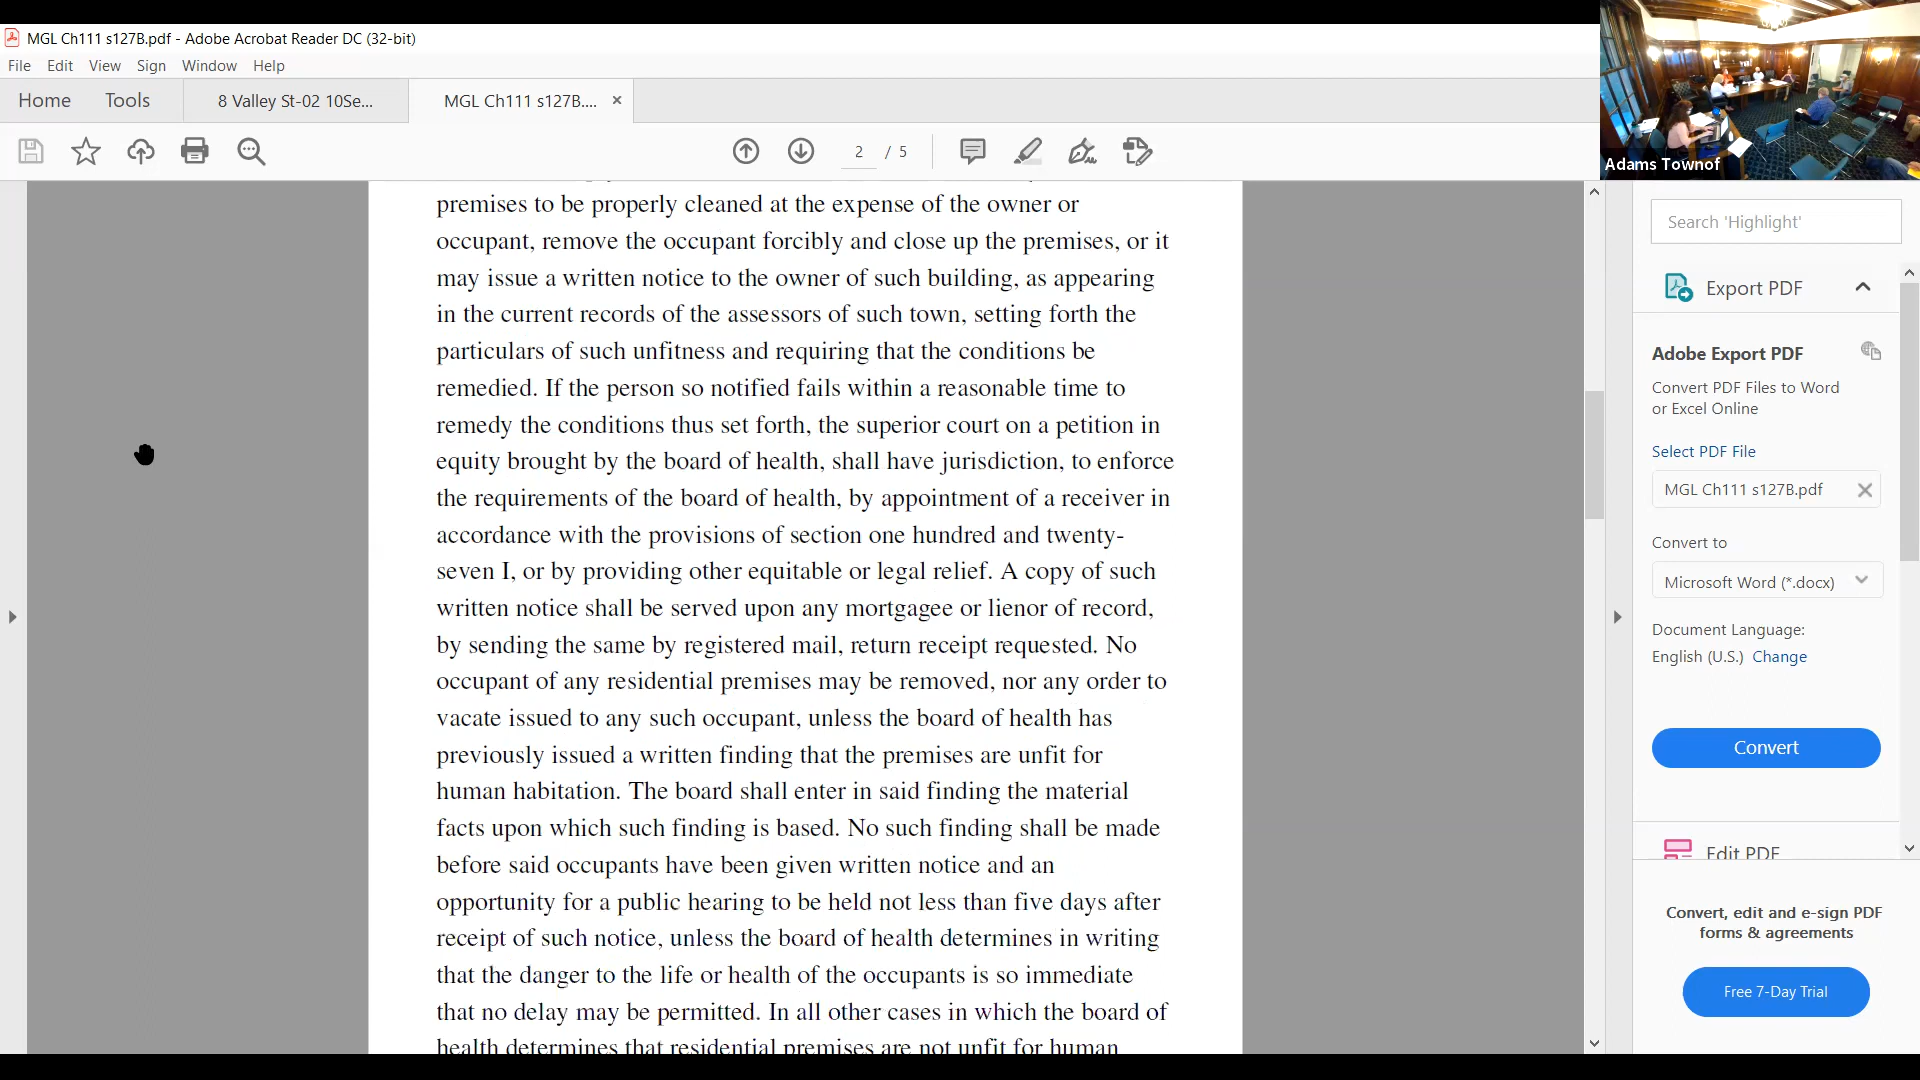 MGL Ch111 s127B.pdf - Adobe Acrobat Reader DC (32-bit)
File Edit View Sign Window Help
Home Tools 8 Valley St-02 10Se... MGL Ch111 s127B.... ×
2 / 5
Adams Townof
premises to be properly cleaned at the expense of the owner or
occupant, remove the occupant forcibly and close up the premises, or it
may issue a written notice to the owner of such building, as appearing
in the current records of the assessors of such town, setting forth the
particulars of such unfitness and requiring that the conditions be
remedied. If the person so notified fails within a reasonable time to
remedy the conditions thus set forth, the superior court on a petition in
equity brought by the board of health, shall have jurisdiction, to enforce
the requirements of the board of health, by appointment of a receiver in
accordance with the provisions of section one hundred and twenty-
seven I, or by providing other equitable or legal relief. A copy of such
written notice shall be served upon any mortgagee or lienor of record,
by sending the same by registered mail, return receipt requested. No
occupant of any residential premises may be removed, nor any order to
vacate issued to any such occupant, unless the board of health has
previously issued a written finding that the premises are unfit for
human habitation. The board shall enter in said finding the material
facts upon which such finding is based. No such finding shall be made
before said occupants have been given written notice and an
opportunity for a public hearing to be held not less than five days after
receipt of such notice, unless the board of health determines in writing
that the danger to the life or health of the occupants is so immediate
that no delay may be permitted. In all other cases in which the board of
health determines that residential premises are not unfit for human
Search 'Highlight'
Export PDF
Adobe Export PDF
Convert PDF Files to Word
or Excel Online
Select PDF File
MGL Ch111 s127B.pdf
Convert to
Microsoft Word (*.docx)
Document Language:
English (U.S.) Change
Convert
Edit PDF
Convert, edit and e-sign PDF
forms & agreements
Free 7-Day Trial